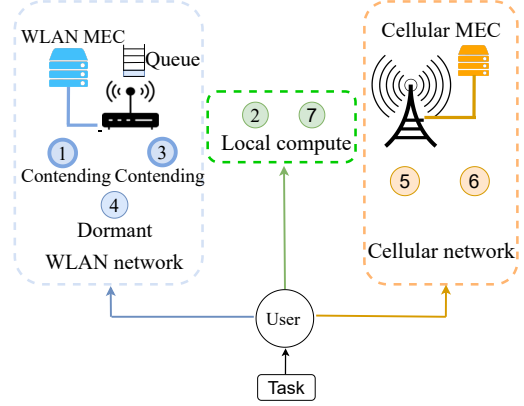 WLAN MEC
Queue
1
3
Contending
Contending
4
Dormant
WLAN network
2
7
Local compute
Cellular MEC
5
6
Cellular network
User
Task